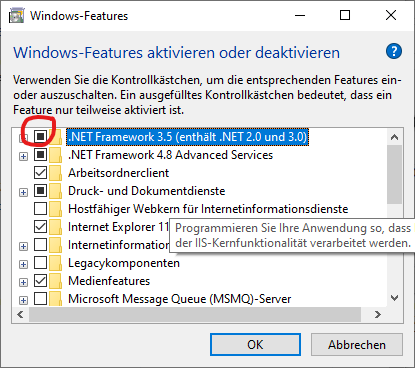 Windows-Features
Windows-Features aktivieren oder deaktivieren
?
Verwenden Sie die Kontrollkästchen, um die entsprechenden Features ein-
oder auszuschalten. Ein ausgefülltes Kontrollkästchen bedeutet, dass ein
Feature nur teilweise aktiviert ist.
.NET Framework 3.5 (enthält .NET 2.0 und 3.0)
.NET Framework 4.8 Advanced Services
Arbeitsordnerclient
Druck- und Dokumentdienste
Hostfähiger Webkern für Internetinformationsdienste
Internet Explorer 11
Programmieren Sie Ihre Anwendung so, dass
der IIS-Kernfunktionalität verarbeitet werden.
Internetinformation
Legacykomponenten
Medienfeatures
Microsoft Message Queue (MSMQ)-Server
OK
Abbrechen